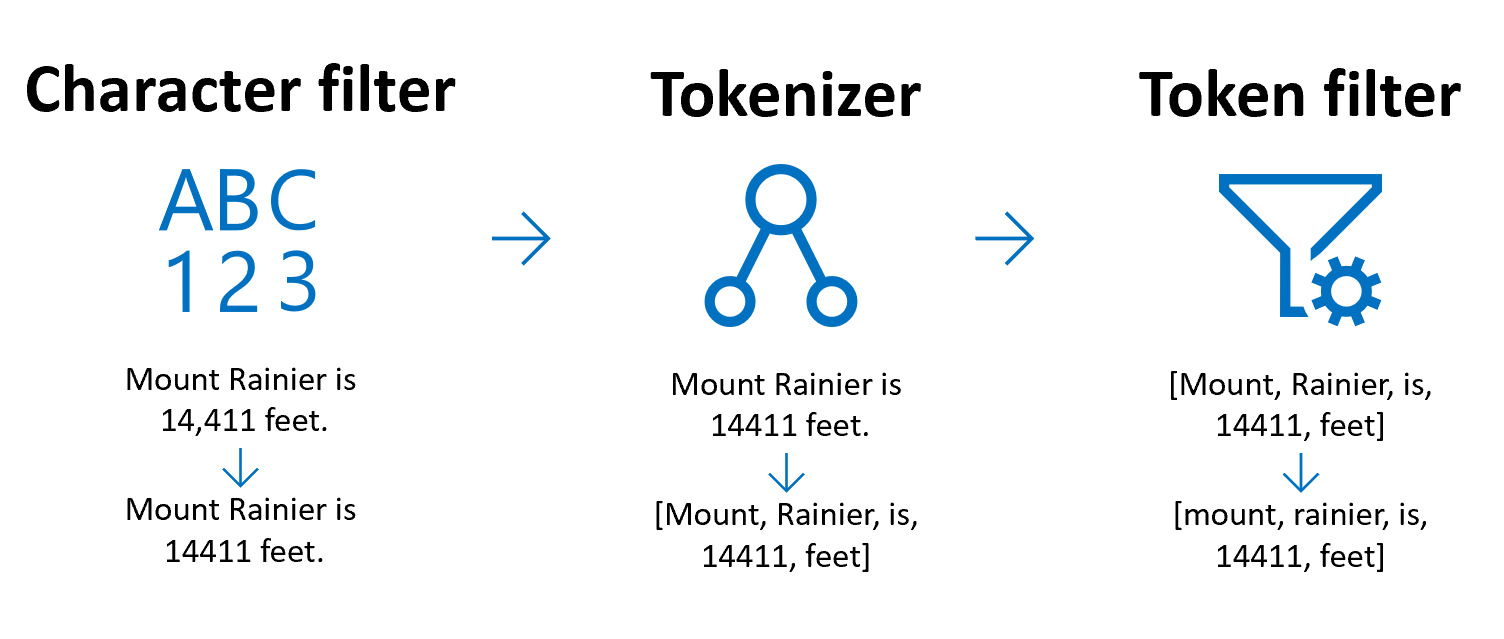 Character filter
ABC
123
Mount Rainier is
14,411 feet.
Mount Rainier is
14411 feet.
Tokenizer
Mount Rainier is
14411 feet.
[Mount, Rainier, is,
14411, feet]
Token filter
[Mount, Rainier, is,
14411, feet]
[mount, rainier, is,
14411, feet]